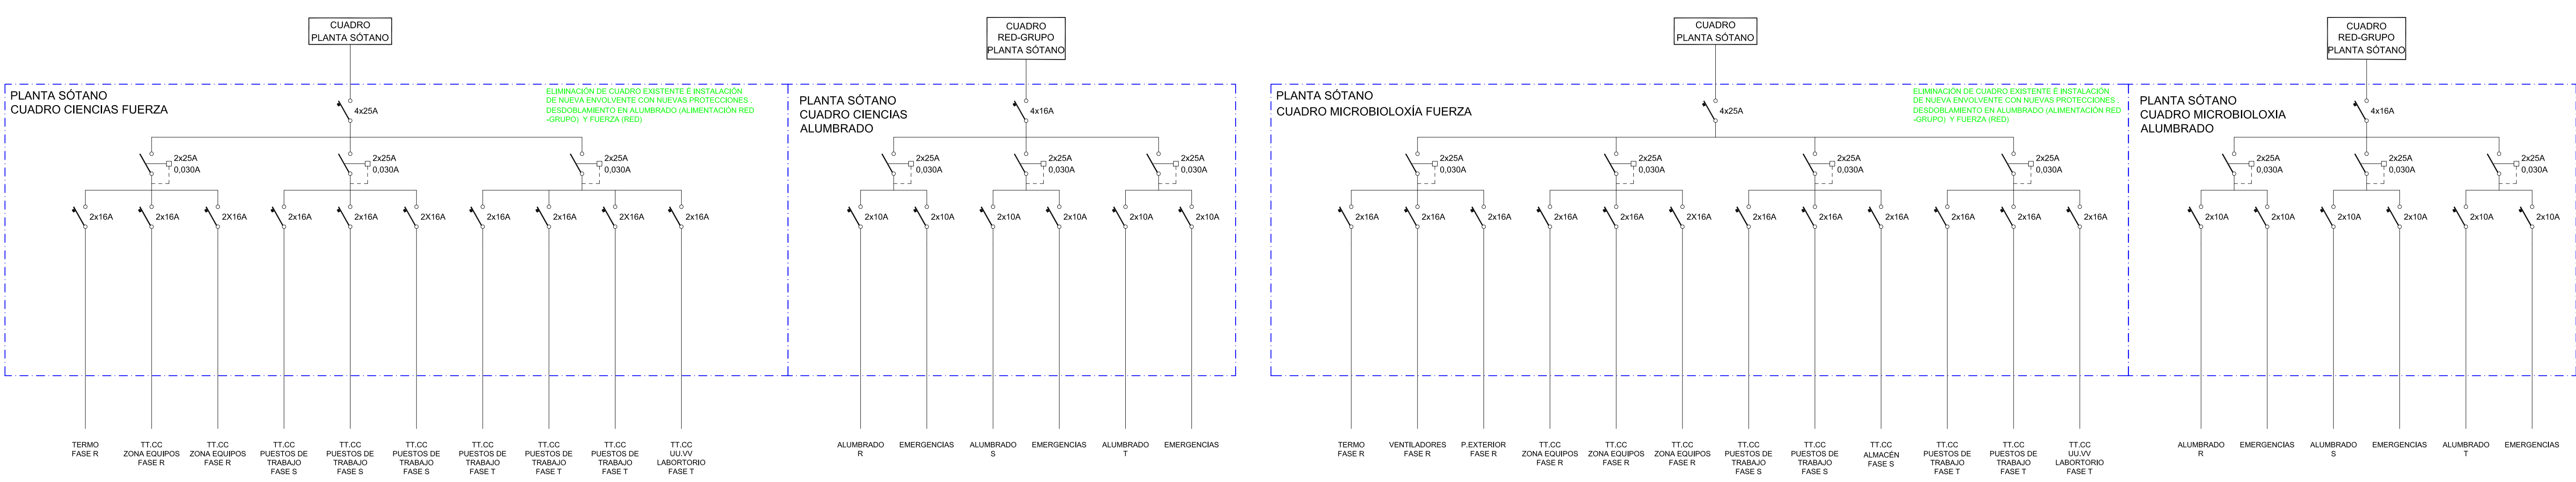 CUADRO
PLANTA SÓTANO
PLANTA SÓTANO
CUADRO CIENCIAS FUERZA
ELIMINACIÓN DE CUADRO EXISTENTE É INSTALACIÓN
DE NUEVA ENVOLVENTE CON NUEVAS PROTECCIONES .
DESDOBLAMIENTO EN ALUMBRADO (ALIMENTACIÓN RED
-GRUPO) Y FUERZA (RED)
4x25A
2x25A
0,030A
2x25A
0,030A
2x25A
0,030A
2x16A
2x16A
2X16A
2x16A
2x16A
2X16A
2x16A
2x16A
2X16A
2x16A
TERMO
FASE R
TT.CC
ZONA EQUIPOS
FASE R
TT.CC
ZONA EQUIPOS
FASE R
TT.CC
PUESTOS DE
TRABAJO
FASE S
TT.CC
PUESTOS DE
TRABAJO
FASE S
TT.CC
PUESTOS DE
TRABAJO
FASE S
TT.CC
PUESTOS DE
TRABAJO
FASE T
TT.CC
PUESTOS DE
TRABAJO
FASE T
TT.CC
PUESTOS DE
TRABAJO
FASE T
TT.CC
UU.VV
LABORTORIO
FASE T
CUADRO
RED-GRUPO
PLANTA SÓTANO
PLANTA SÓTANO
CUADRO CIENCIAS
ALUMBRADO
4x16A
2x25A
0,030A
2x25A
0,030A
2x25A
0,030A
2x10A
2x10A
2x10A
2x10A
2x10A
2x10A
ALUMBRADO
R
EMERGENCIAS
ALUMBRADO
S
EMERGENCIAS
ALUMBRADO
T
EMERGENCIAS
CUADRO
PLANTA SÓTANO
PLANTA SÓTANO
CUADRO MICROBIOLOXÍA FUERZA
ELIMINACIÓN DE CUADRO EXISTENTE É INSTALACIÓN
DE NUEVA ENVOLVENTE CON NUEVAS PROTECCIONES .
DESDOBLAMIENTO EN ALUMBRADO (ALIMENTACIÓN RED
-GRUPO) Y FUERZA (RED)
4x25A
2x25A
0,030A
2x25A
0,030A
2x25A
0,030A
2x25A
0,030A
2x16A
2x16A
2x16A
2x16A
2x16A
2X16A
2x16A
2x16A
2x16A
2x16A
2x16A
2x16A
TERMO
FASE R
VENTILADORES
FASE R
P.EXTERIOR
FASE R
TT.CC
ZONA EQUIPOS
FASE R
TT.CC
ZONA EQUIPOS
FASE R
TT.CC
ZONA EQUIPOS
FASE R
TT.CC
PUESTOS DE
TRABAJO
FASE S
TT.CC
PUESTOS DE
TRABAJO
FASE S
TT.CC
ALMACÉN
FASE S
TT.CC
PUESTOS DE
TRABAJO
FASE T
TT.CC
PUESTOS DE
TRABAJO
FASE T
TT.CC
UU.VV
LABORTORIO
FASE T
CUADRO
RED-GRUPO
PLANTA SÓTANO
PLANTA SÓTANO
CUADRO MICROBIOLOXIA
ALUMBRADO
4x16A
2x25A
0,030A
2x25A
0,030A
2x25A
0,030A
2x10A
2x10A
2x10A
2x10A
2x10A
2x10A
ALUMBRADO
R
EMERGENCIAS
ALUMBRADO
S
EMERGENCIAS
ALUMBRADO
T
EMERGENCIAS